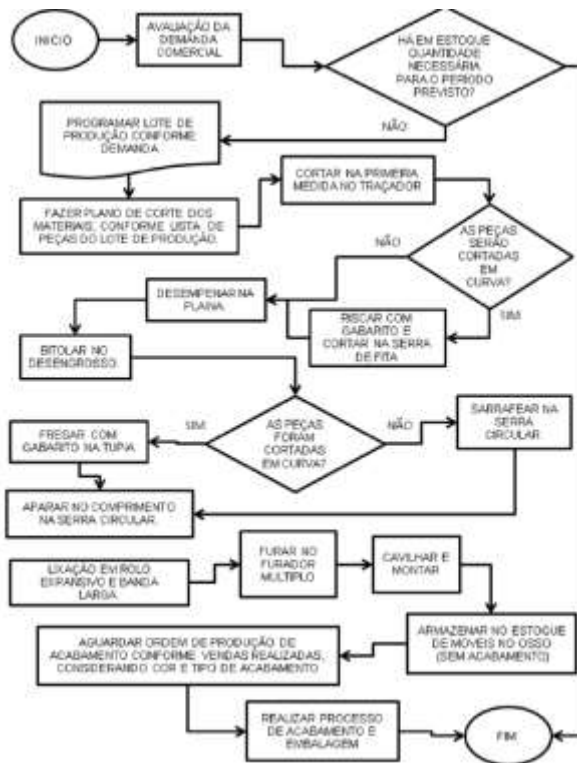 INICIO
AVALIAÇÃO DA
DEMANDA
COMERCIAL
HÁ EM ESTOQUE
QUANTIDADE
NECESSÁRIA
PARA O PERÍODO
PREVISTO?
NÃO
PROGRAMAR LOTE DE
PRODUÇÃO CONFORME
DEMANDA
CORTAR NA PRIMEIRA
MEDIDA NO TRAÇADOR
FAZER PLANO DE CORTE DOS
MATERIAIS, CONFORME LISTA DE
PEÇAS DO LOTE DE PRODUÇÃO.
AS PEÇAS
SERÃO
CORTADAS
EM
CURVA?
NÃO
SIM
DESEMPENAR NA
PLAINA
RISCAR COM
GABARITO E
CORTAR NA SERRA
DE FITA
BITOLAR NO
DESENGROSSO.
AS PEÇAS
FORAM
CORTADAS
EM CURVA?
SIM
NÃO
SARRAFEAR NA
SERRA
CIRCULAR
FRESAR COM
GABARITO NA TUPIA
APARAR NO COMPRIMENTO
NA SERRA CIRCULAR.
LIXAÇÃO EM ROLO
EXPANSIVO E BANDA
LARGA
FURAR NO
FURADOR
MULTIPLO
CAVILHAR E
MONTAR
ARMAZENAR NO ESTOQUE
DE MOVEIS NO OSSO
(SEM ACABAMENTO)
AGUARDAR ORDEM DE PRODUÇÃO DE
ACABAMENTO CONFORME VENDAS REALIZADAS,
CONSIDERANDO COR E TIPO DE ACABAMENTO
REALIZAR PROCESSO
DE ACABAMENTO E
EMBALAGEM
FIM